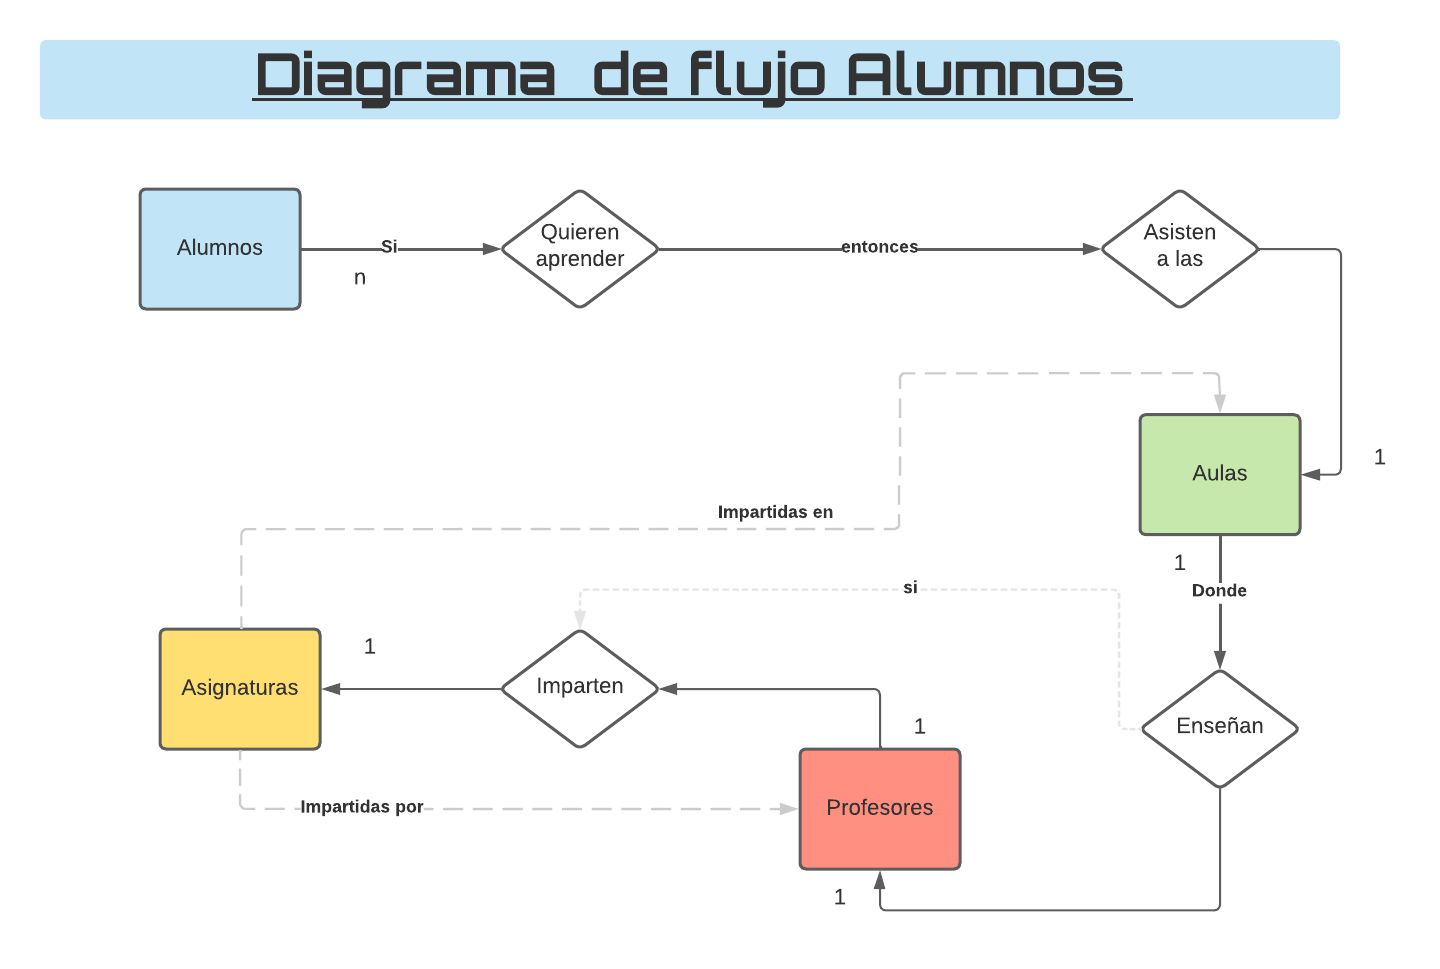 Diagrama de flujo Alumnos
Alumnos
Si
n
Quieren
aprender
entonces
Asisten
a las
Aulas
1
Impartidas en
1
Donde
si
Asignaturas
1
Imparten
Enseñan
1
Impartidas por
Profesores
1